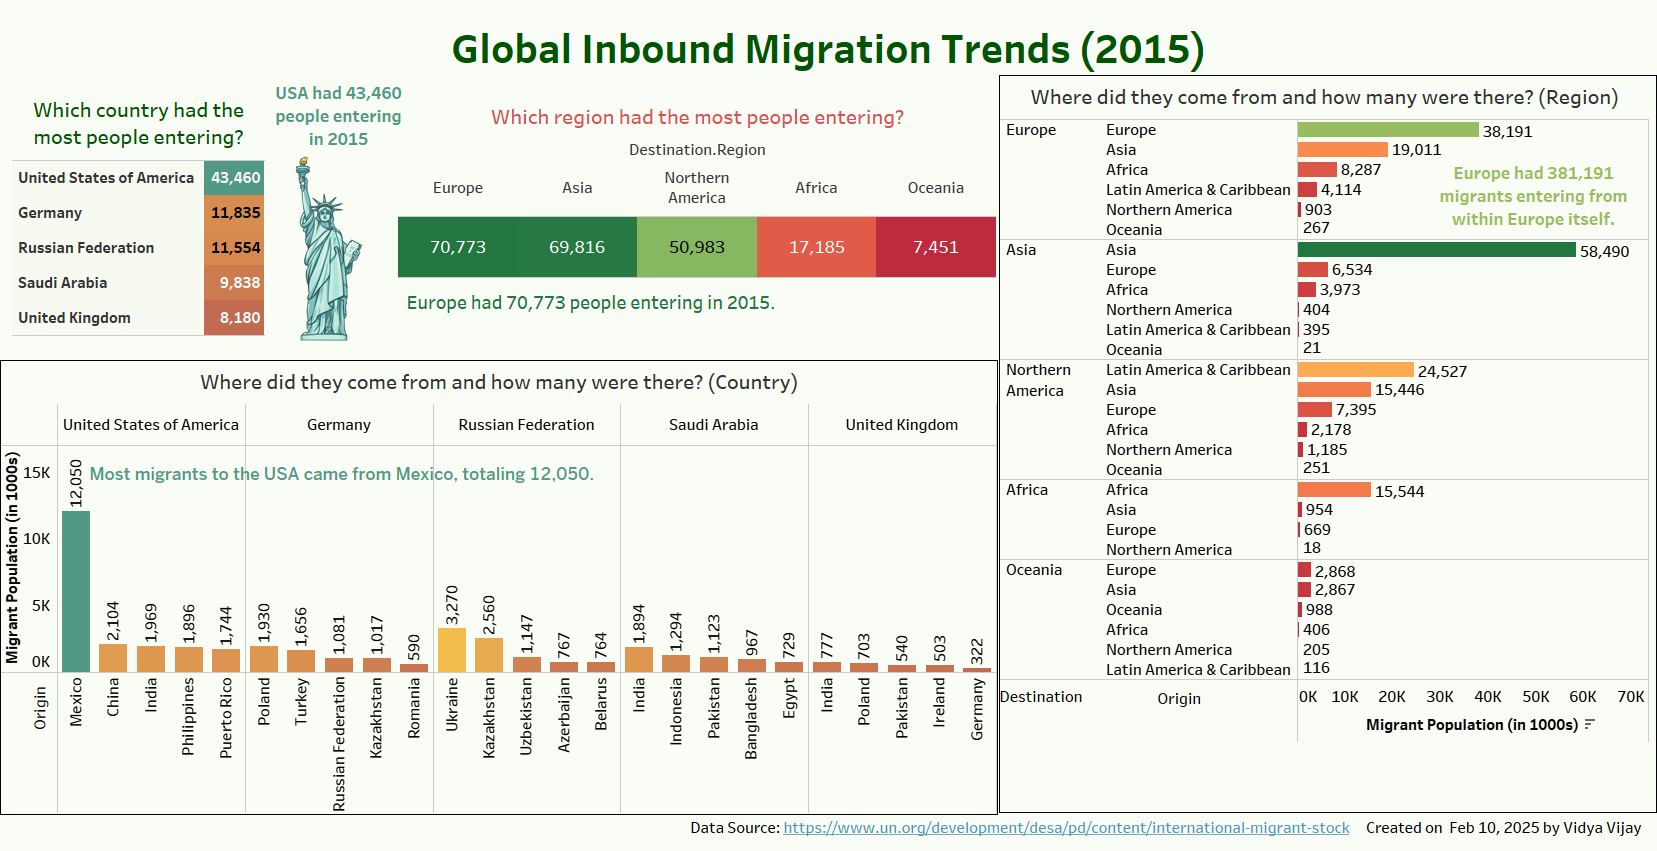 Global Inbound Migration Trends (2015)
Which country had the
most people entering?
United States of America 43,460
Germany 11,835
Russian Federation 11,554
Saudi Arabia 9,838
United Kingdom 8,180
USA had 43,460
people entering
in 2015
Which region had the most people entering?
Destination.Region
Europe Asia Northern America Africa Oceania
70,773 69,816 50,983 17,185 7,451
Europe had 70,773 people entering in 2015.
Where did they come from and how many were there? (Country)
United States of America Germany Russian Federation Saudi Arabia United Kingdom
Most migrants to the USA came from Mexico, totaling 12,050.
Migrant Population (in 1000s)
15K
10K
5K
0K
12,050 2,104 1,969 1,896 1,744 1,930 1,656 1,081 1,017 590 3,270 2,560 1,147 767 764 1,894 1,294 1,123 967 729 777 703 540 503 322
Origin
Mexico China India Philippines Puerto Rico Poland Turkey Russian Federation Kazakhstan Romania Ukraine Kazakhstan Uzbekistan Azerbaijan Belarus India Indonesia Pakistan Bangladesh Egypt India Poland Pakistan Ireland Germany
Where did they come from and how many were there? (Region)
Europe Europe 38,191
Asia 19,011
Africa 8,287
Latin America & Caribbean 4,114
Northern America 903
Oceania 267
Europe had 381,191
migrants entering from
within Europe itself.
Asia Asia 58,490
Europe 6,534
Africa 3,973
Northern America 404
Latin America & Caribbean 395
Oceania 21
Northern Latin America & Caribbean 24,527
America Asia 15,446
Europe 7,395
Africa 2,178
Northern America 1,185
Oceania 251
Africa Africa 15,544
Asia 954
Europe 669
Northern America 18
Oceania Europe 2,868
Asia 2,867
Oceania 988
Africa 406
Northern America 205
Latin America & Caribbean 116
Destination Origin 0K 10K 20K 30K 40K 50K 60K 70K
Migrant Population (in 1000s)
Data Source: https://www.un.org/development/desa/pd/content/international-migrant-stock Created on Feb 10, 2025 by Vidya Vijay